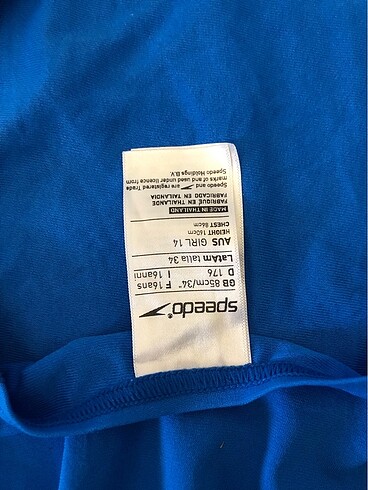 speedo®
GB 85cm/34" F 16ans
D 176 I 16anni
LatAm talla 34
AUS GIRL 14
HEIGHT 160cm
CHEST 86cm
MADE IN THAILAND
FABRIQUÉ EN THAILANDE
FABRICADO EN TAILANDIA
Speedo and are registered Trade
marks of and used under licence from
Speedo Holdings B.V.